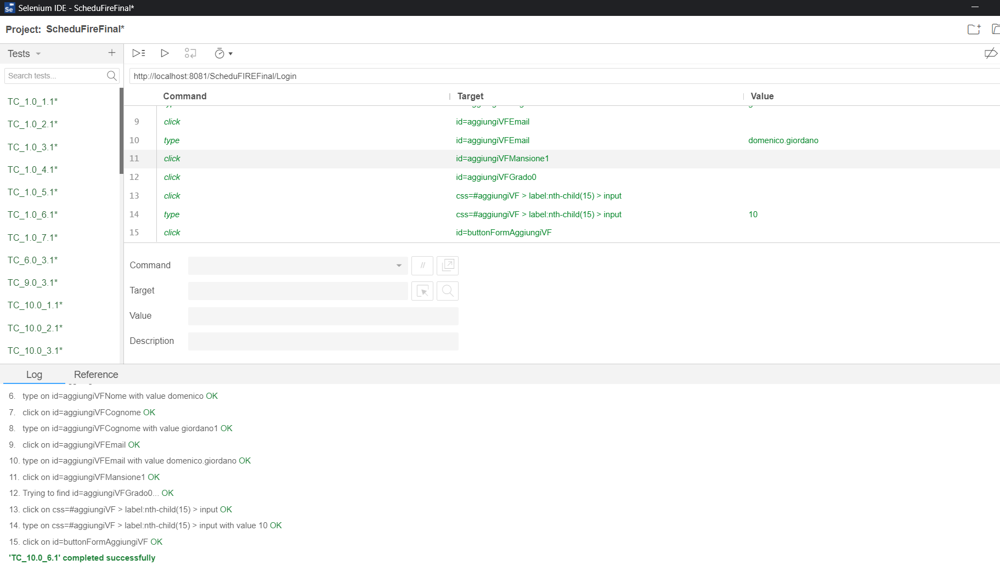 Selenium IDE - ScheduFireFinal*
Project: ScheduFireFinal*
Tests
Search tests...
http://localhost:8081/ScheduFIREFinal/Login
Command Target Value
9 click id=aggiungiVFEmail
10 type id=aggiungiVFEmail domenico.giordano
11 click id=aggiungiVFMansione1
12 click id=aggiungiVFGrado0
13 click css=#aggiungiVF > label:nth-child(15) > input
14 type css=#aggiungiVF > label:nth-child(15) > input 10
15 click id=buttonFormAggiungiVF
TC_1.0_1.1*
TC_1.0_2.1*
TC_1.0_3.1*
TC_1.0_4.1*
TC_1.0_5.1*
TC_1.0_6.1*
TC_1.0_7.1*
TC_6.0_3.1*
TC_9.0_3.1*
TC_10.0_1.1*
TC_10.0_2.1*
TC_10.0_3.1*
Command //
Target
Value
Description
Log Reference
6. type on id=aggiungiVFNome with value domenico OK
7. click on id=aggiungiVFCognome OK
8. type on id=aggiungiVFCognome with value giordano1 OK
9. click on id=aggiungiVFEmail OK
10. type on id=aggiungiVFEmail with value domenico.giordano OK
11. click on id=aggiungiVFMansione1 OK
12. Trying to find id=aggiungiVFGrado0... OK
13. click on css=#aggiungiVF > label:nth-child(15) > input OK
14. type on css=#aggiungiVF > label:nth-child(15) > input with value 10 OK
15. click on id=buttonFormAggiungiVF OK
'TC_10.0_6.1' completed successfully